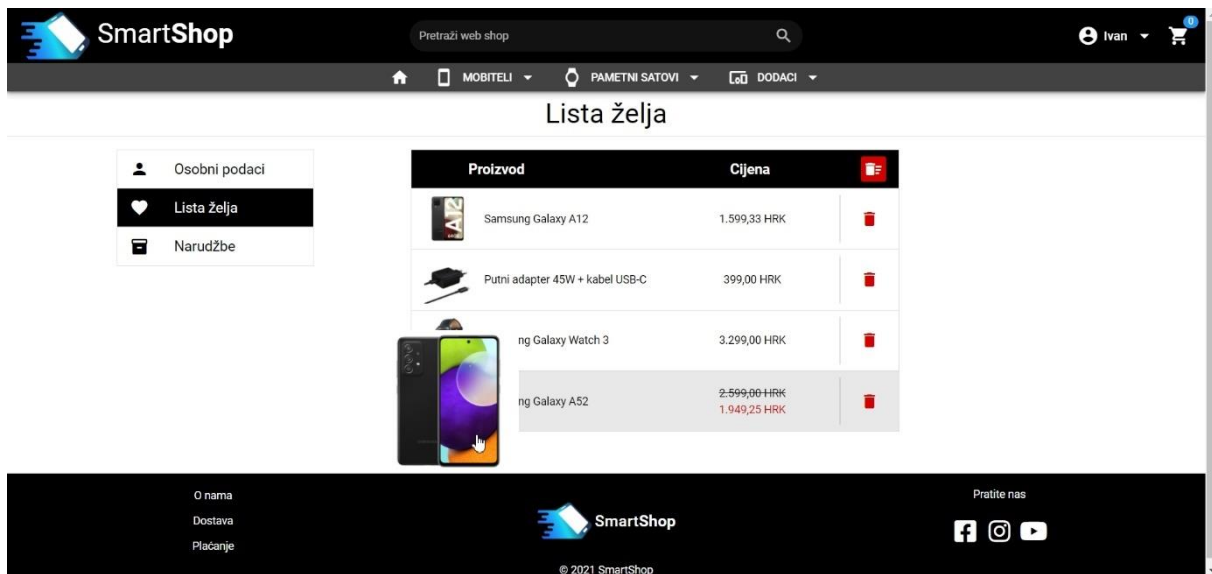 SmartShop
Pretraži web shop
Ivan
0
MOBITELI
PAMETNI SATOVI
DODACI
Lista želja
Osobni podaci
Lista želja
Narudžbe
Proizvod Cijena
A12
Samsung Galaxy A12 1.599,33 HRK
Putni adapter 45W + kabel USB-C 399,00 HRK
ng Galaxy Watch 3 3.299,00 HRK
2.599,00 HRK
ng Galaxy A52
1.949,25 HRK
O nama
Dostava
Plaćanje
SmartShop
© 2021 SmartShop
Pratite nas